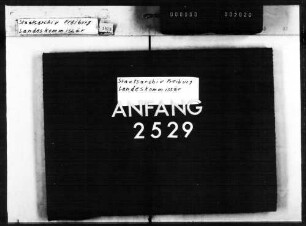 Staatsarchiv Freiburg
Landeskommissär
Staatsarchiv Freiburg
Landeskommissär
ANFANG
2529